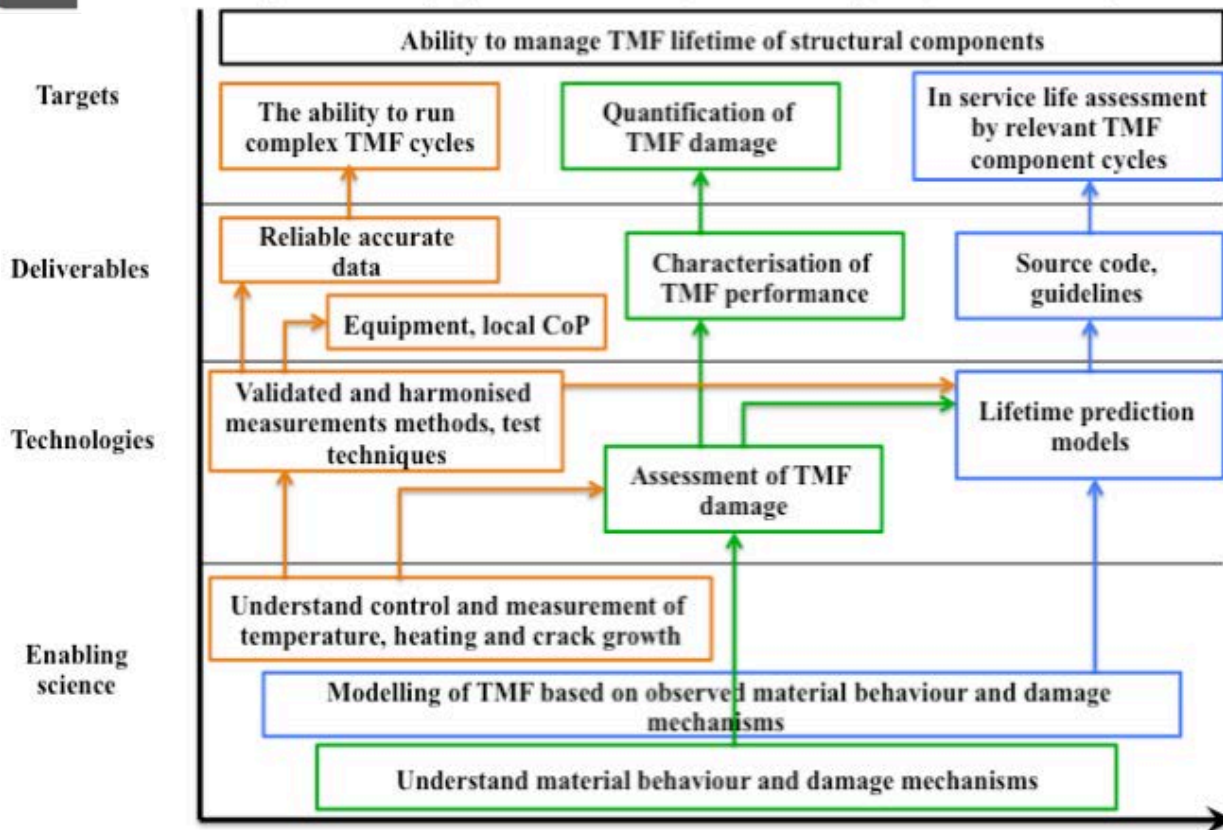 Ability to manage TMF lifetime of structural components
Targets
The ability to run
complex TMF cycles
Quantification of
TMF damage
In service life assessment
by relevant TMF
component cycles
Deliverables
Reliable accurate
data
Equipment, local CoP
Characterisation of
TMF performance
Source code,
guidelines
Technologies
Validated and harmonised
measurements methods, test
techniques
Assessment of TMF
damage
Lifetime prediction
models
Enabling
science
Understand control and measurement of
temperature, heating and crack growth
Modelling of TMF based on observed material behaviour and damage
mechanisms
Understand material behaviour and damage mechanisms